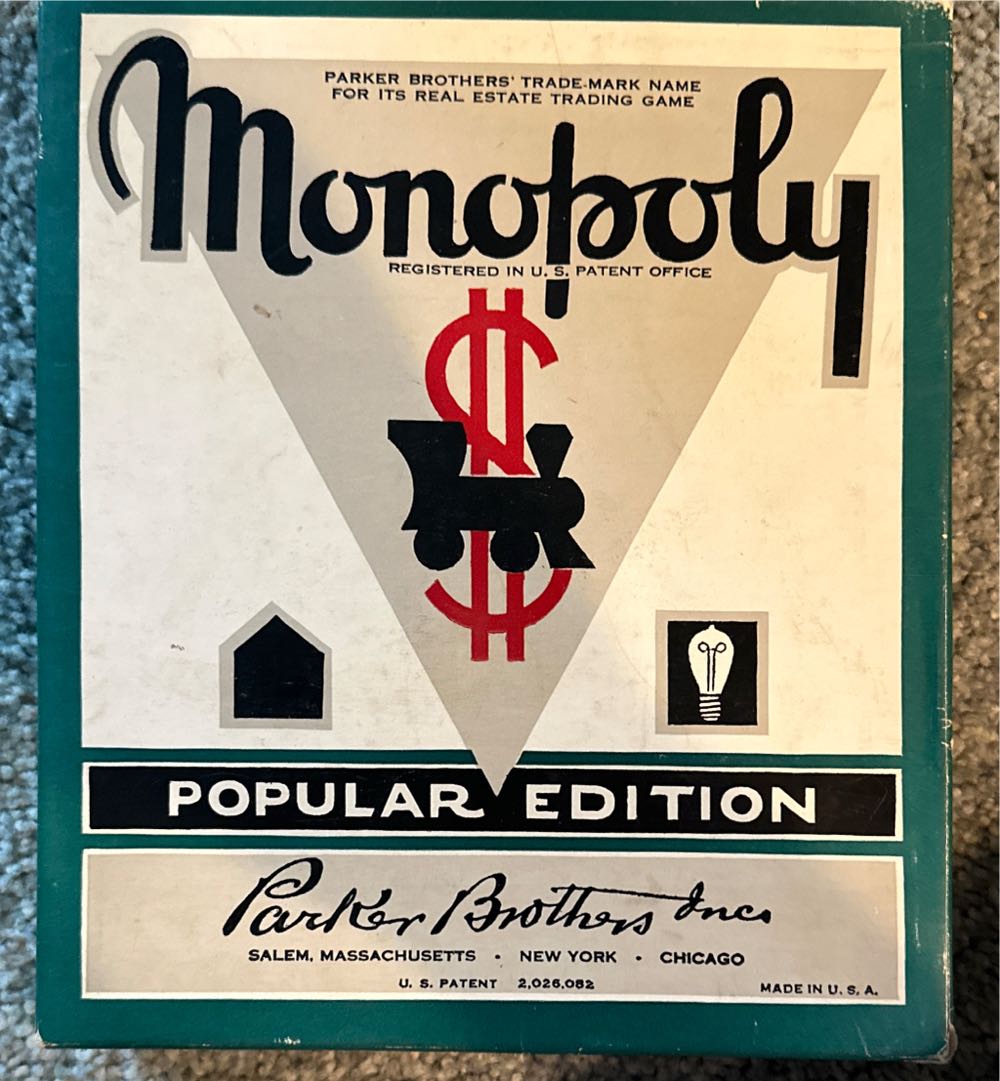 PARKER BROTHERS' TRADE-MARK NAME
FOR ITS REAL ESTATE TRADING GAME
Monopoly
REGISTERED IN U. S. PATENT OFFICE
$
POPULAR EDITION
Parker Brothers Inc.
SALEM, MASSACHUSETTS • NEW YORK • CHICAGO
U. S. PATENT 2,026,082
MADE IN U. S. A.